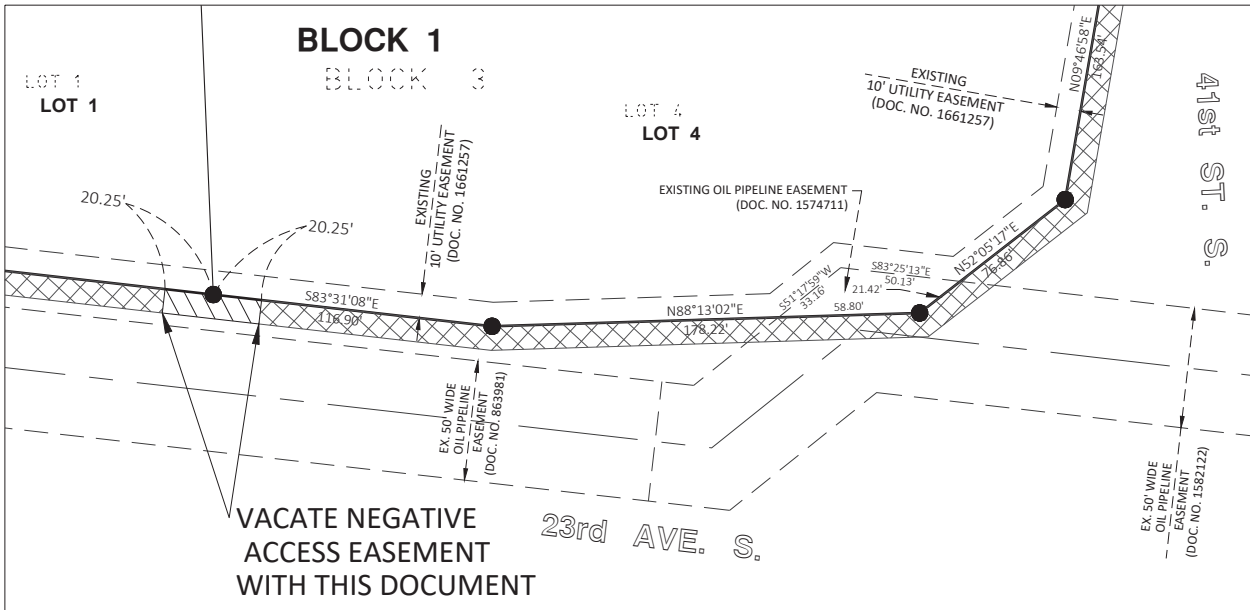 BLOCK 1
BLOCK 3
LOT 1
LOT 1
LOT 4
LOT 4
EXISTING
10' UTILITY EASEMENT
(DOC. NO. 1661257)
N09°46'58"E
163.54'
41st ST. S.
EXISTING
10' UTILITY EASEMENT
(DOC. NO. 1661257)
EXISTING OIL PIPELINE EASEMENT
(DOC. NO. 1574711)
20.25'
20.25'
S83°31'08"E
116.90'
N88°13'02"E
178.22'
S51°17'59"W
33.16'
S83°25'13"E
50.13'
21.42'
58.80'
N52°05'17"E
76.86'
EX. 50' WIDE
OIL PIPELINE
EASEMENT
(DOC. NO. 863981)
EX. 50' WIDE
OIL PIPELINE
EASEMENT
(DOC. NO. 1582122)
23rd AVE. S.
VACATE NEGATIVE
ACCESS EASEMENT
WITH THIS DOCUMENT